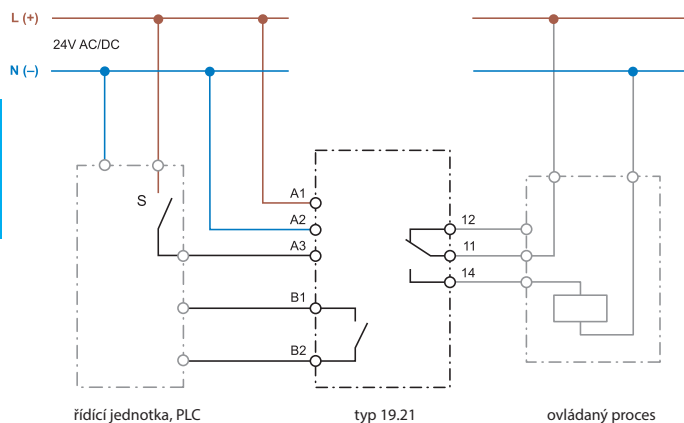 L (+)
24V AC/DC
N (–)
S
A1
A2
A3
B1
B2
12
11
14
řídící jednotka, PLC
typ 19.21
ovládaný proces